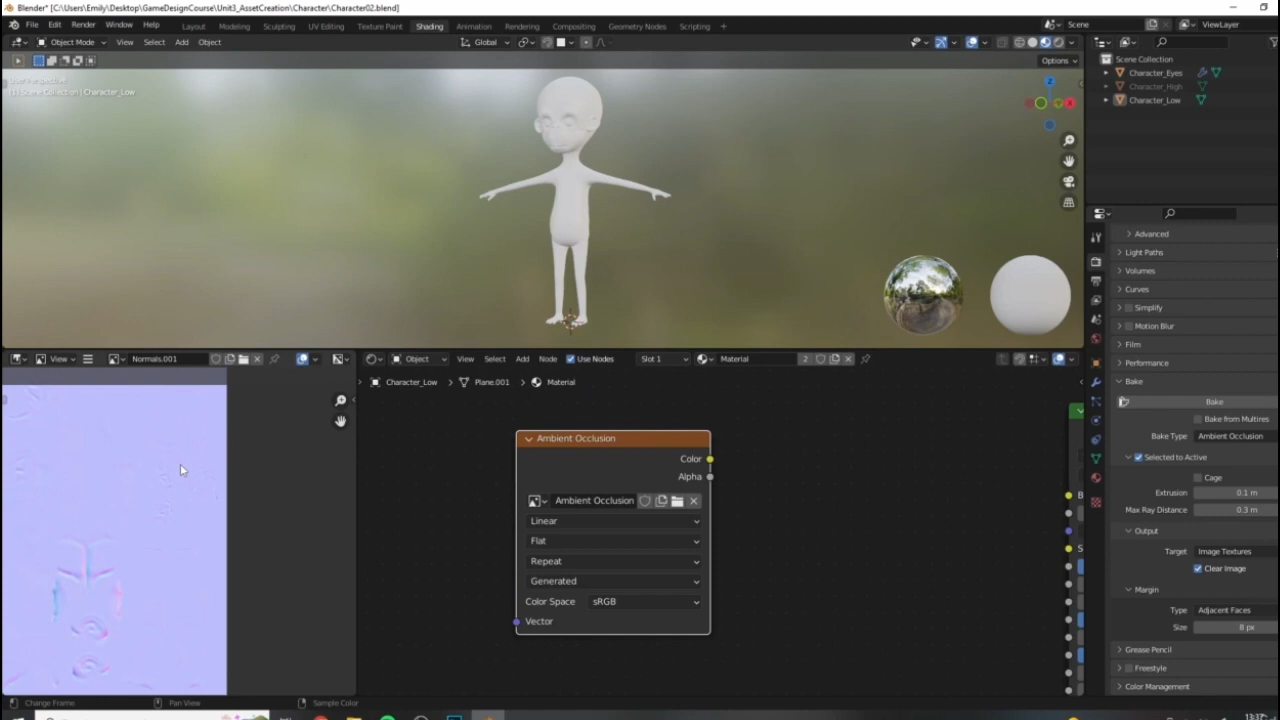 Blender* [C:\Users\Emily\Desktop\GameDesignCourse\Unit3_AssetCreation\Character\Character02.blend]
File Edit Render Window Help Layout Modeling Sculpting UV Editing Texture Paint Shading Animation Rendering Compositing Geometry Nodes Scripting + Scene ViewLayer
Object Mode View Select Add Object Global
Options
(1) Scene Collection | Character_Low
Z
X
Scene Collection
Character_Eyes
Character_High
Character_Low
Advanced
Light Paths
Volumes
Curves
Simplify
Motion Blur
Film
Performance
Bake
Bake
Bake from Multires
Bake Type Ambient Occlusion
Selected to Active
Cage
Extrusion 0.1 m
Max Ray Distance 0.3 m
Output
Target Image Textures
Clear Image
Margin
Type Adjacent Faces
Size 8 px
Grease Pencil
Freestyle
Color Management
View Normals.001
Object View Select Add Node Use Nodes Slot 1 Material 2
Character_Low > Plane.001 > Material
Ambient Occlusion
Color
Alpha
Ambient Occlusion
Linear
Flat
Repeat
Generated
Color Space sRGB
Vector
B
S
Change Frame Pan View Sample Color
13:37